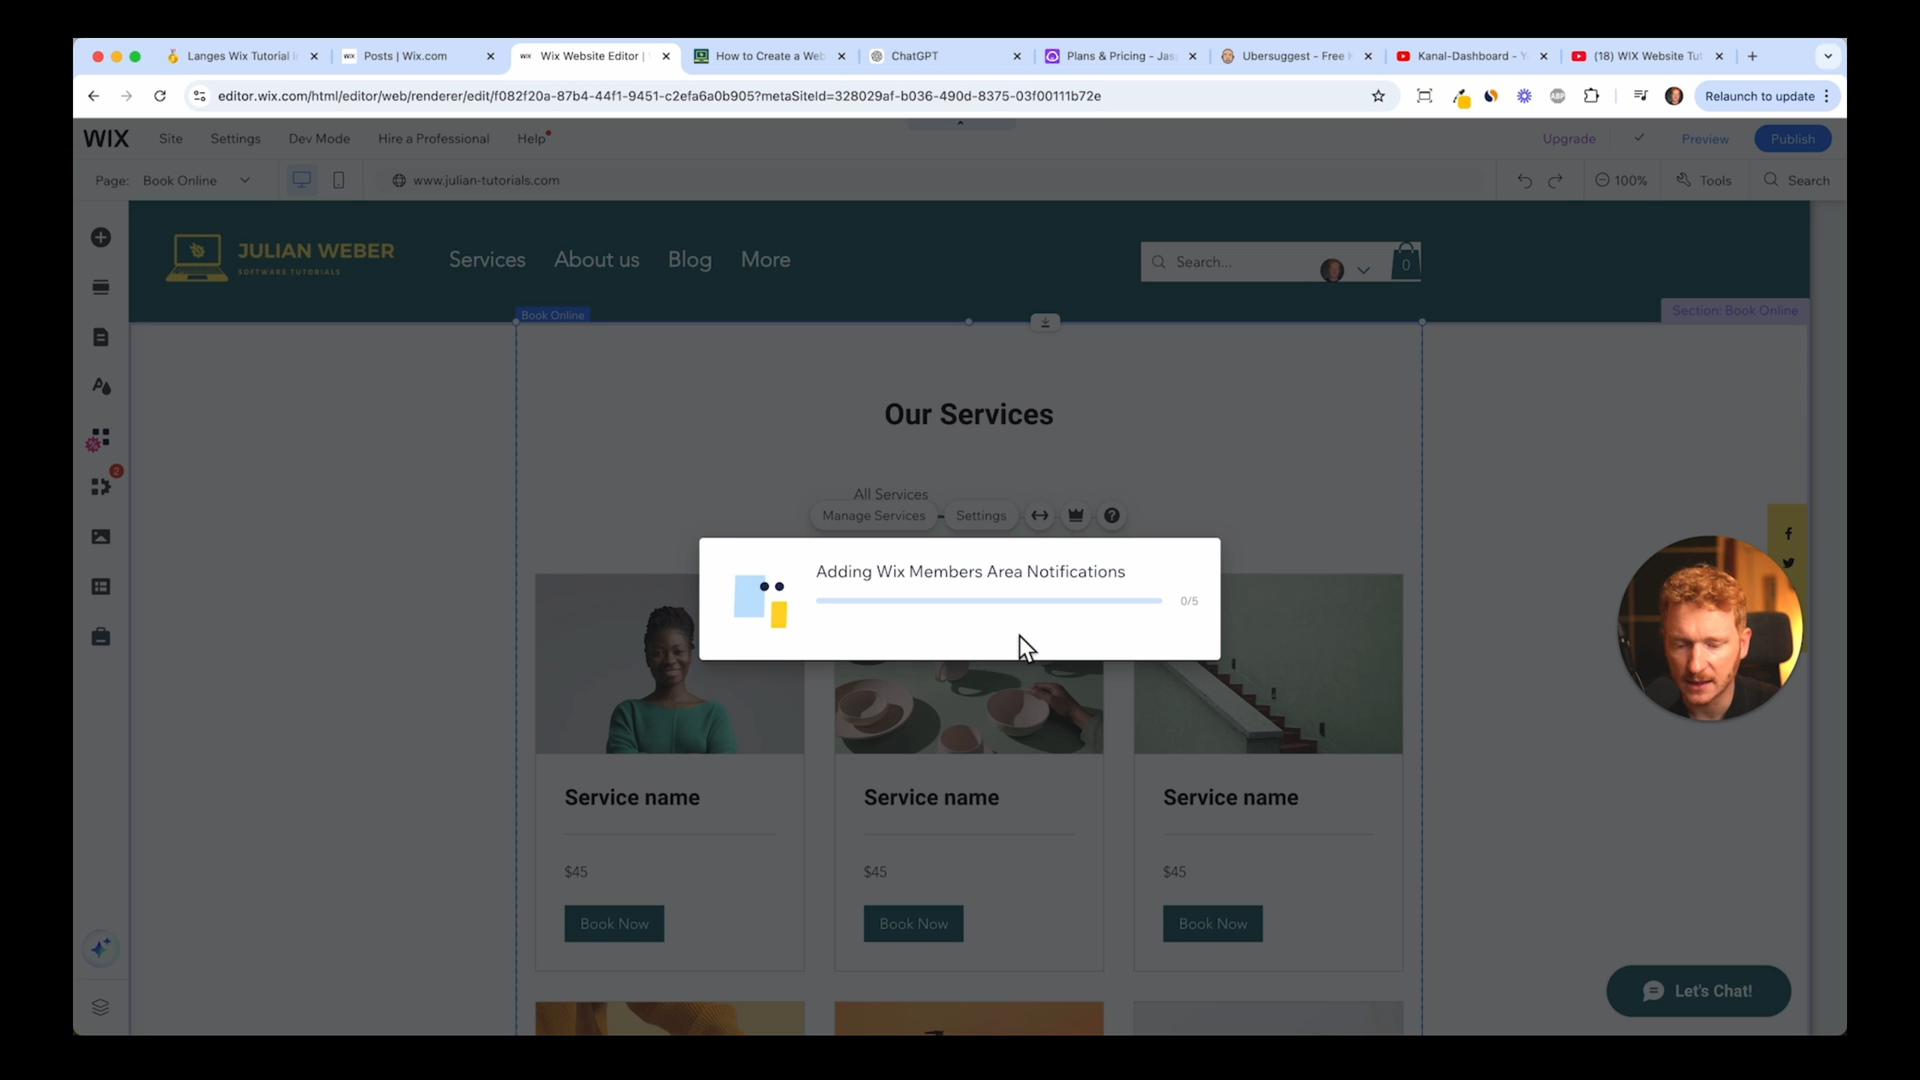 Langes Wix Tutorial i
Posts | Wix.com
Wix Website Editor |
How to Create a Web
ChatGPT
Plans & Pricing - Jas
Ubersuggest - Free
Kanal-Dashboard - Y
(18) WIX Website Tut
editor.wix.com/html/editor/web/renderer/edit/f082f20a-87b4-44f1-9451-c2efa6a0b905?metaSiteId=328029af-b036-490d-8375-03f00111b72e
ABP
Relaunch to update
WIX
Site
Settings
Dev Mode
Hire a Professional
Help
Upgrade
Preview
Publish
Page: Book Online
www.julian-tutorials.com
100%
Tools
Search
JULIAN WEBER
SOFTWARE TUTORIALS
Services
About us
Blog
More
Search...
0
Book Online
Section: Book Online
Our Services
All Services
Manage Services
Settings
2
Adding Wix Members Area Notifications
0/5
Service name
Service name
Service name
$45
$45
$45
Book Now
Book Now
Book Now
Let's Chat!